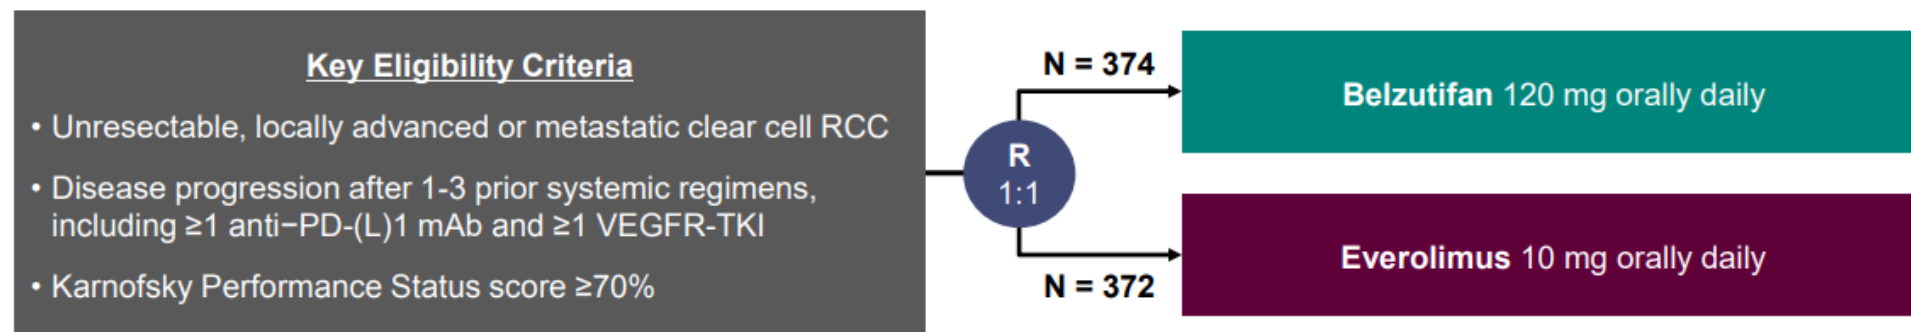 Key Eligibility Criteria
• Unresectable, locally advanced or metastatic clear cell RCC
• Disease progression after 1-3 prior systemic regimens,
including ≥1 anti−PD-(L)1 mAb and ≥1 VEGFR-TKI
• Karnofsky Performance Status score ≥70%
R
1:1
N = 374
Belzutifan 120 mg orally daily
N = 372
Everolimus 10 mg orally daily